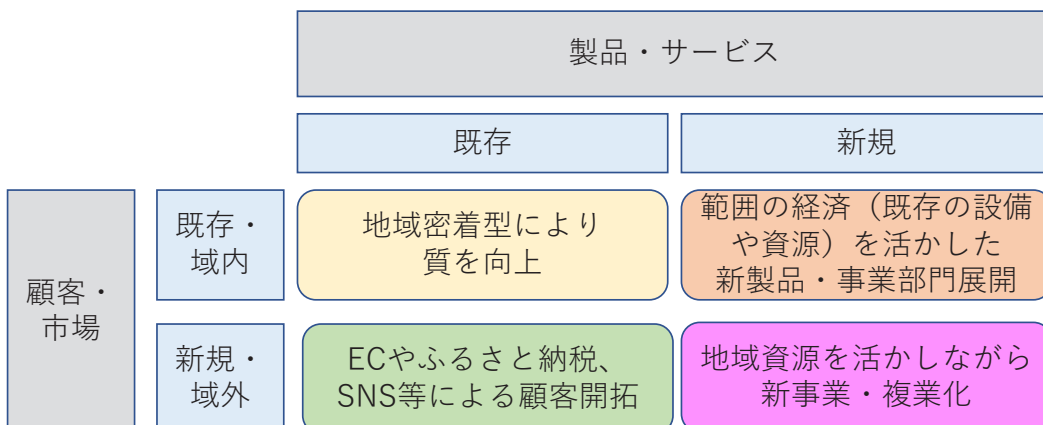 製品・サービス
既存
新規
顧客・
市場
既存・
域内
地域密着型により
質を向上
範囲の経済（既存の設備
や資源）を活かした
新製品・事業部門展開
新規・
域外
ECやふるさと納税、
SNS等による顧客開拓
地域資源を活かしながら
新事業・複業化